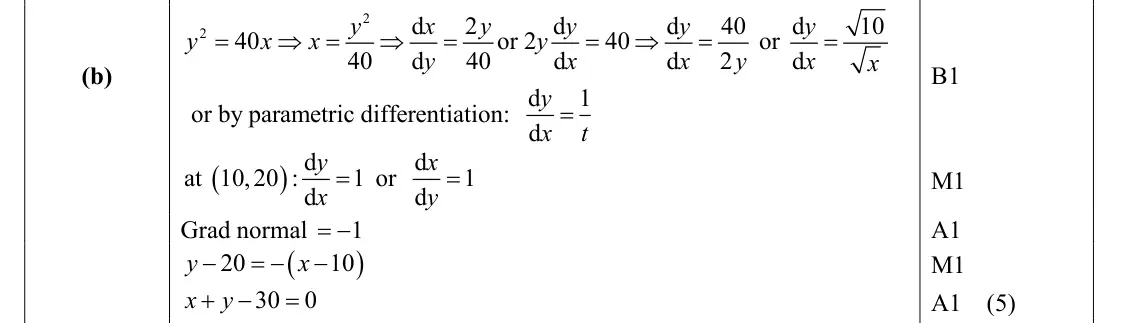 (b) y² = 40x ⇒ x = y²/40 ⇒ dx/dy = 2y/40 or 2y dy/dx = 40 ⇒ dy/dx = 40/2y or dy/dx = √10/√x B1
or by parametric differentiation: dy/dx = 1/t
at (10,20): dy/dx = 1 or dx/dy = 1 M1
Grad normal = −1 A1
y − 20 = −(x − 10) M1
x + y − 30 = 0 A1 (5)